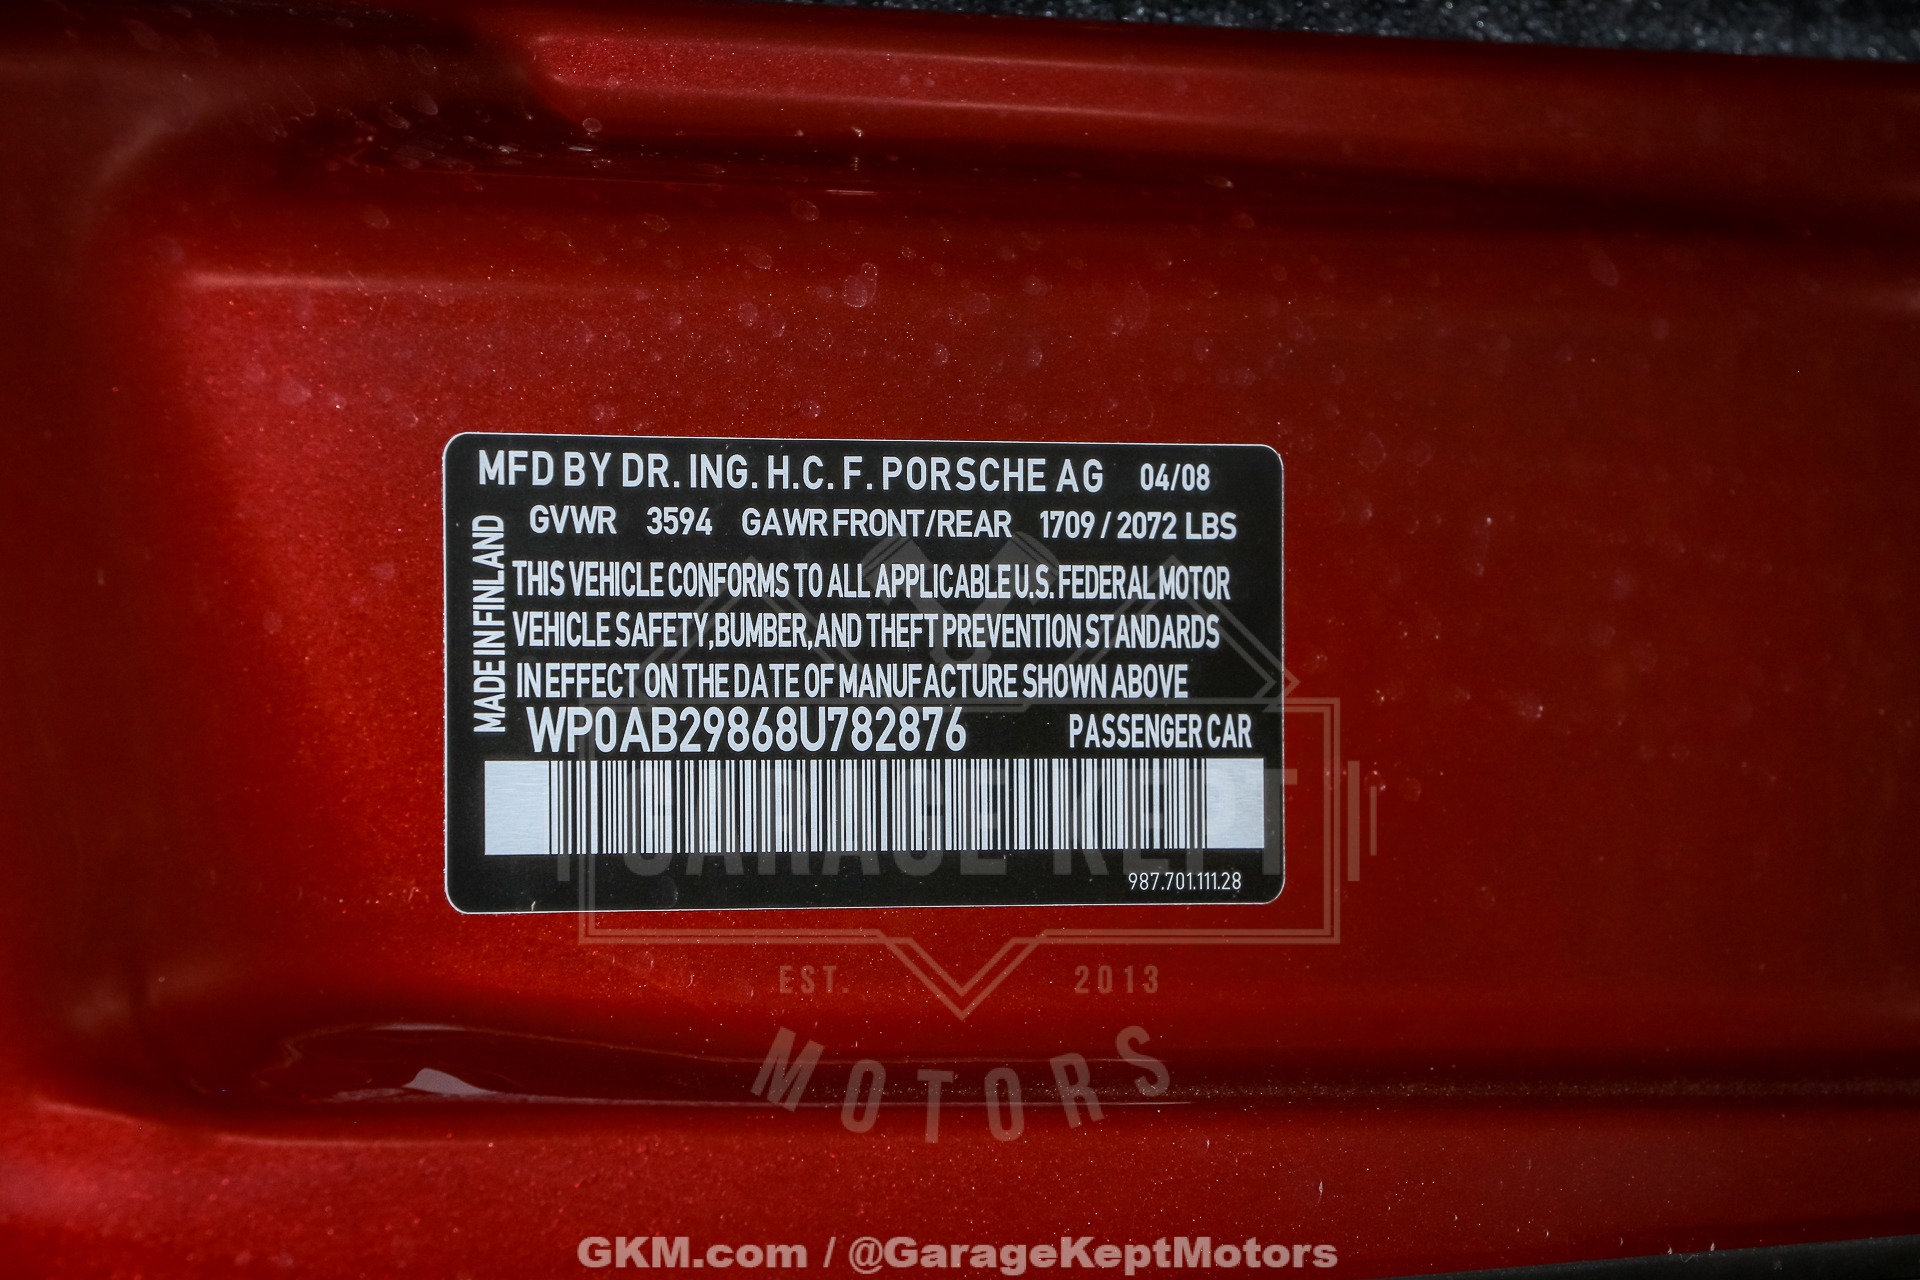 MFD BY DR. ING. H.C. F. PORSCHE AG 04/08
GVWR 3594 GAWR FRONT/REAR 1709 / 2072 LBS
MADE IN FINLAND
THIS VEHICLE CONFORMS TO ALL APPLICABLE U.S. FEDERAL MOTOR
VEHICLE SAFETY, BUMBER, AND THEFT PREVENTION STANDARDS
IN EFFECT ON THE DATE OF MANUFACTURE SHOWN ABOVE
WP0AB29868U782876 PASSENGER CAR
987.701.111.28
GARAGE KEPT
EST. 2013
MOTORS
GKM.com / @GarageKeptMotors